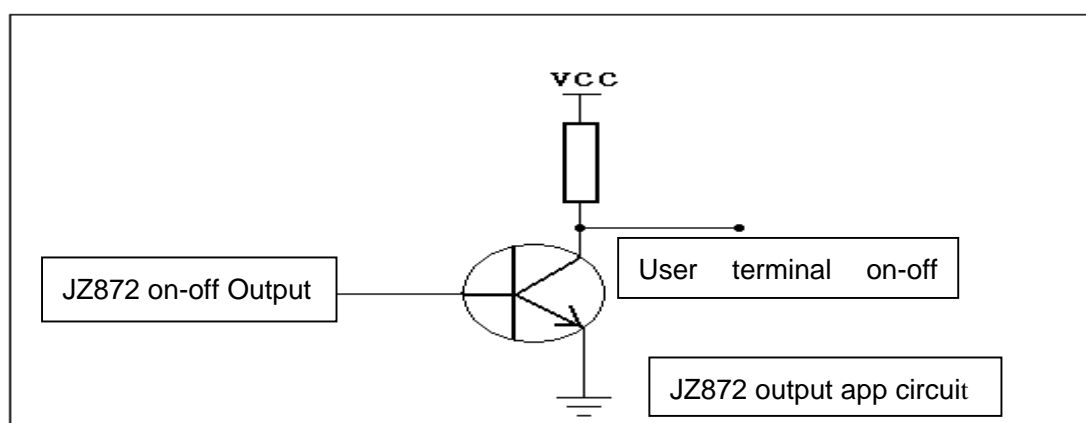 VCC
User terminal on-off
JZ872 on-off Output
JZ872 output app circuit